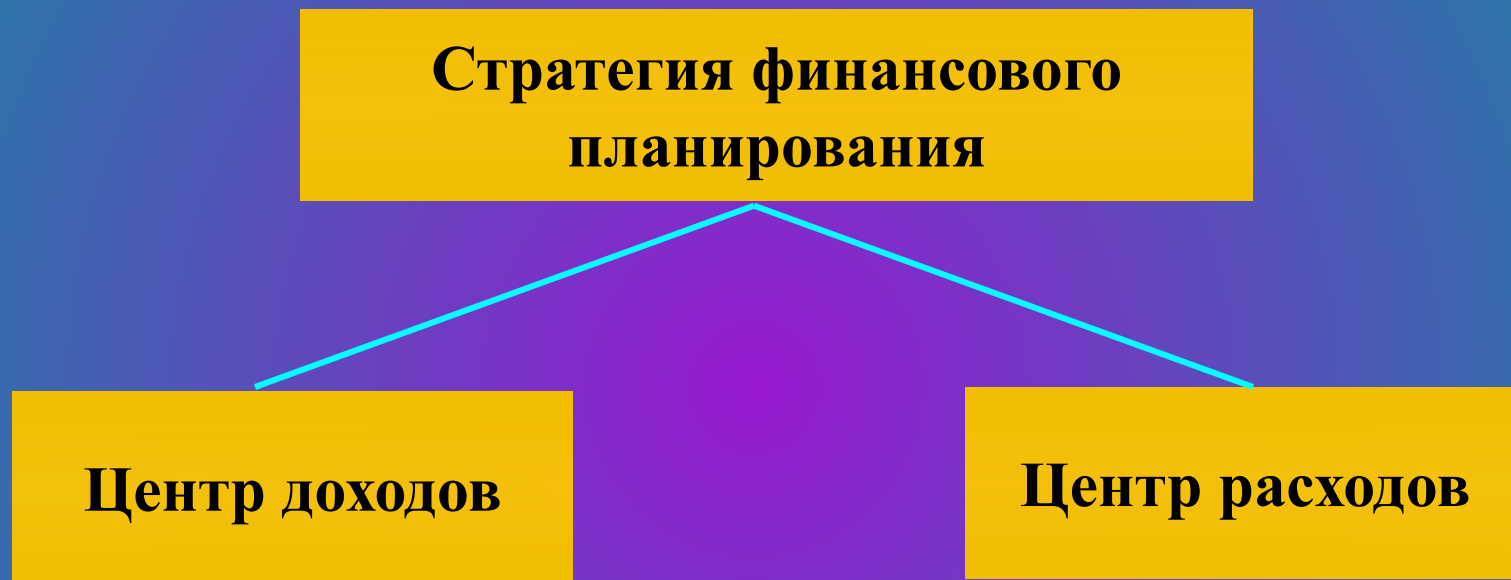 Стратегия финансового
планирования
Центр доходов
Центр расходов